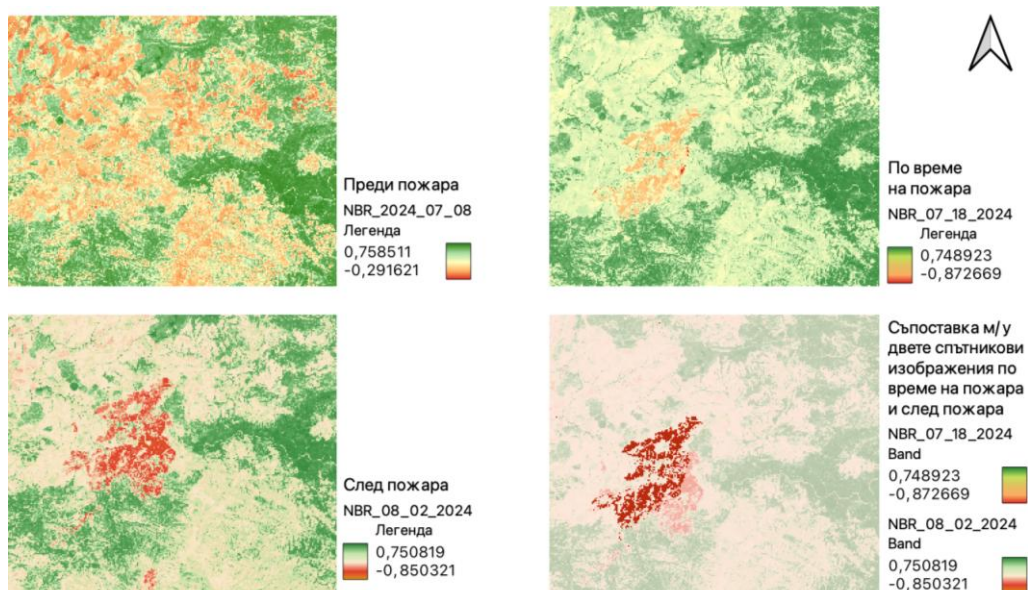 Преди пожара
NBR_2024_07_08
Легенда
0,758511
-0,291621
По време
на пожара
NBR_07_18_2024
Легенда
0,748923
-0,872669
След пожара
NBR_08_02_2024
Легенда
0,750819
-0,850321
Съпоставка м/у
двете спътникови
изображения по
време на пожара
и след пожара
NBR_07_18_2024
Band
0,748923
-0,872669
NBR_08_02_2024
Band
0,750819
-0,850321